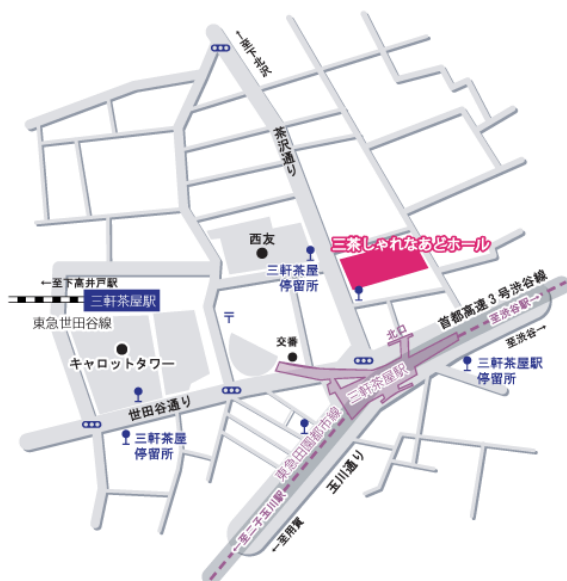 ←至下北沢
茶沢通り
西友
三軒茶屋
停留所
三茶しゃれなあどホール
←至下高井戸駅
三軒茶屋駅
東急世田谷線
キャロットタワー
〒
交番
北口
首都高速3号渋谷線
至渋谷駅→
至渋谷→
三軒茶屋駅
三軒茶屋駅
停留所
世田谷通り
三軒茶屋
停留所
東急田園都市線
玉川通り
←至二子玉川駅
←至用賀